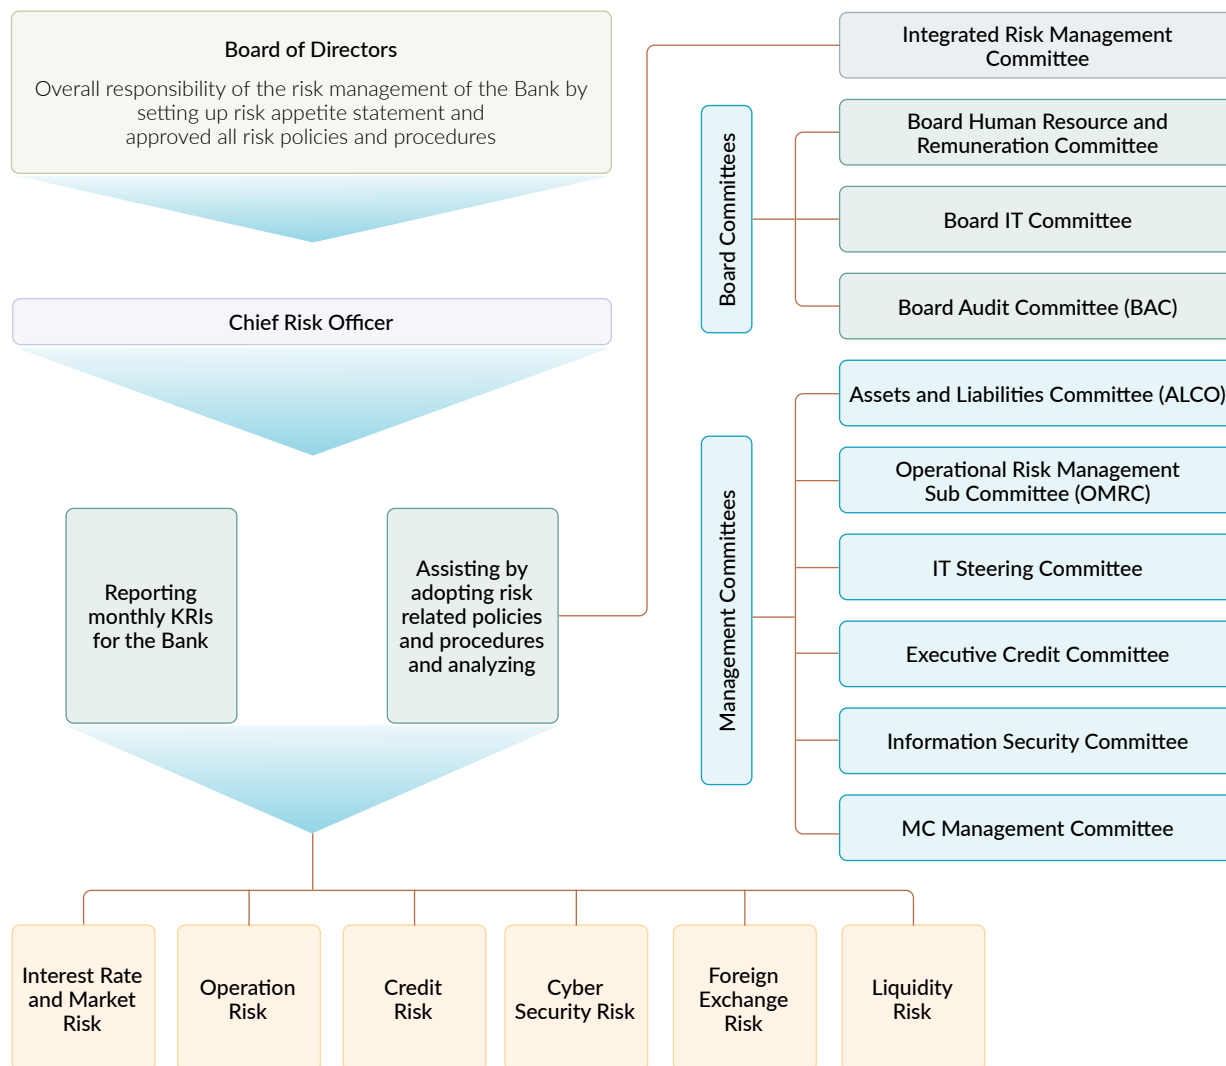 Board of Directors
Overall responsibility of the risk management of the Bank by
setting up risk appetite statement and
approved all risk policies and procedures
Chief Risk Officer
Reporting
monthly KRIs
for the Bank
Assisting by
adopting risk
related policies
and procedures
and analyzing
Interest Rate
and Market
Risk
Operation
Risk
Credit
Risk
Cyber
Security Risk
Foreign
Exchange
Risk
Liquidity
Risk
Integrated Risk Management
Committee
Board Committees
Board Human Resource and
Remuneration Committee
Board IT Committee
Board Audit Committee (BAC)
Management Committees
Assets and Liabilities Committee (ALCO)
Operational Risk Management
Sub Committee (OMRC)
IT Steering Committee
Executive Credit Committee
Information Security Committee
MC Management Committee